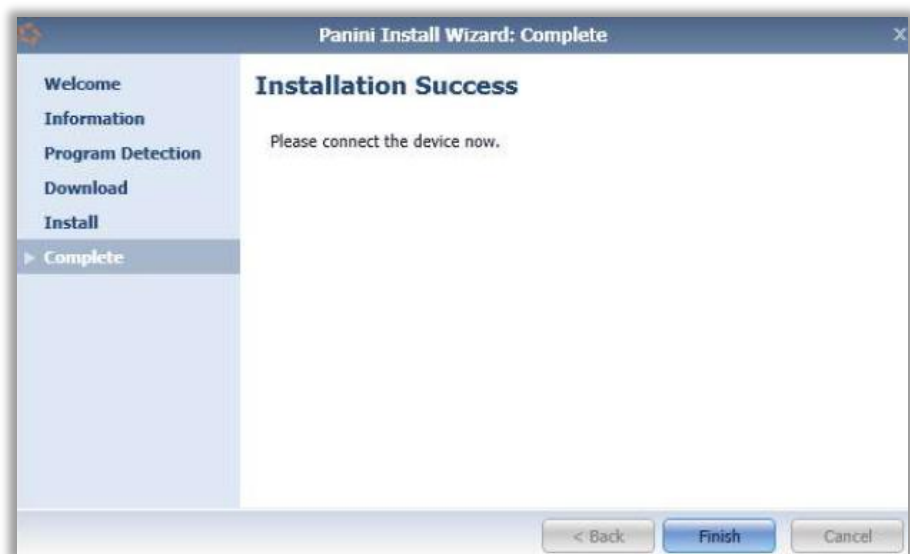 Panini Install Wizard: Complete
Welcome
Information
Program Detection
Download
Install
Complete
Installation Success
Please connect the device now.
< Back
Finish
Cancel